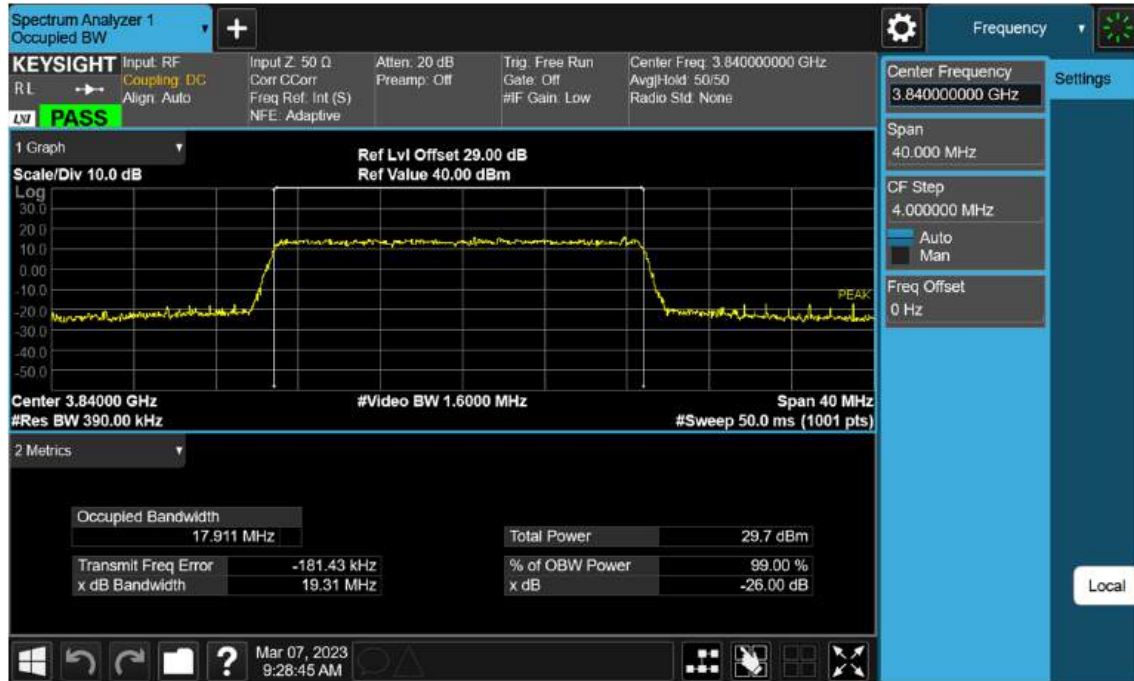 Spectrum Analyzer 1
Occupied BW
+
Frequency
KEYSIGHT
R L
LXI PASS
Input: RF
Coupling: DC
Align: Auto
Input Z: 50 Ω
Corr CCorr
Freq Ref: Int (S)
NFE: Adaptive
Atten: 20 dB
Preamp: Off
Trig: Free Run
Gate: Off
#IF Gain: Low
Center Freq: 3.840000000 GHz
Avg|Hold: 50/50
Radio Std: None
Center Frequency
3.840000000 GHz
Settings
Span
40.000 MHz
CF Step
4.000000 MHz
Auto
Man
Freq Offset
0 Hz
Local
1 Graph
Scale/Div 10.0 dB
Ref Lvl Offset 29.00 dB
Ref Value 40.00 dBm
Log
30.0
20.0
10.0
0.00
-10.0
-20.0
-30.0
-40.0
-50.0
PEAK
Center 3.84000 GHz
#Video BW 1.6000 MHz
Span 40 MHz
#Res BW 390.00 kHz
#Sweep 50.0 ms (1001 pts)
2 Metrics
Occupied Bandwidth
17.911 MHz
Total Power 29.7 dBm
Transmit Freq Error -181.43 kHz
% of OBW Power 99.00 %
x dB Bandwidth 19.31 MHz
x dB -26.00 dB
?
Mar 07, 2023
9:28:45 AM